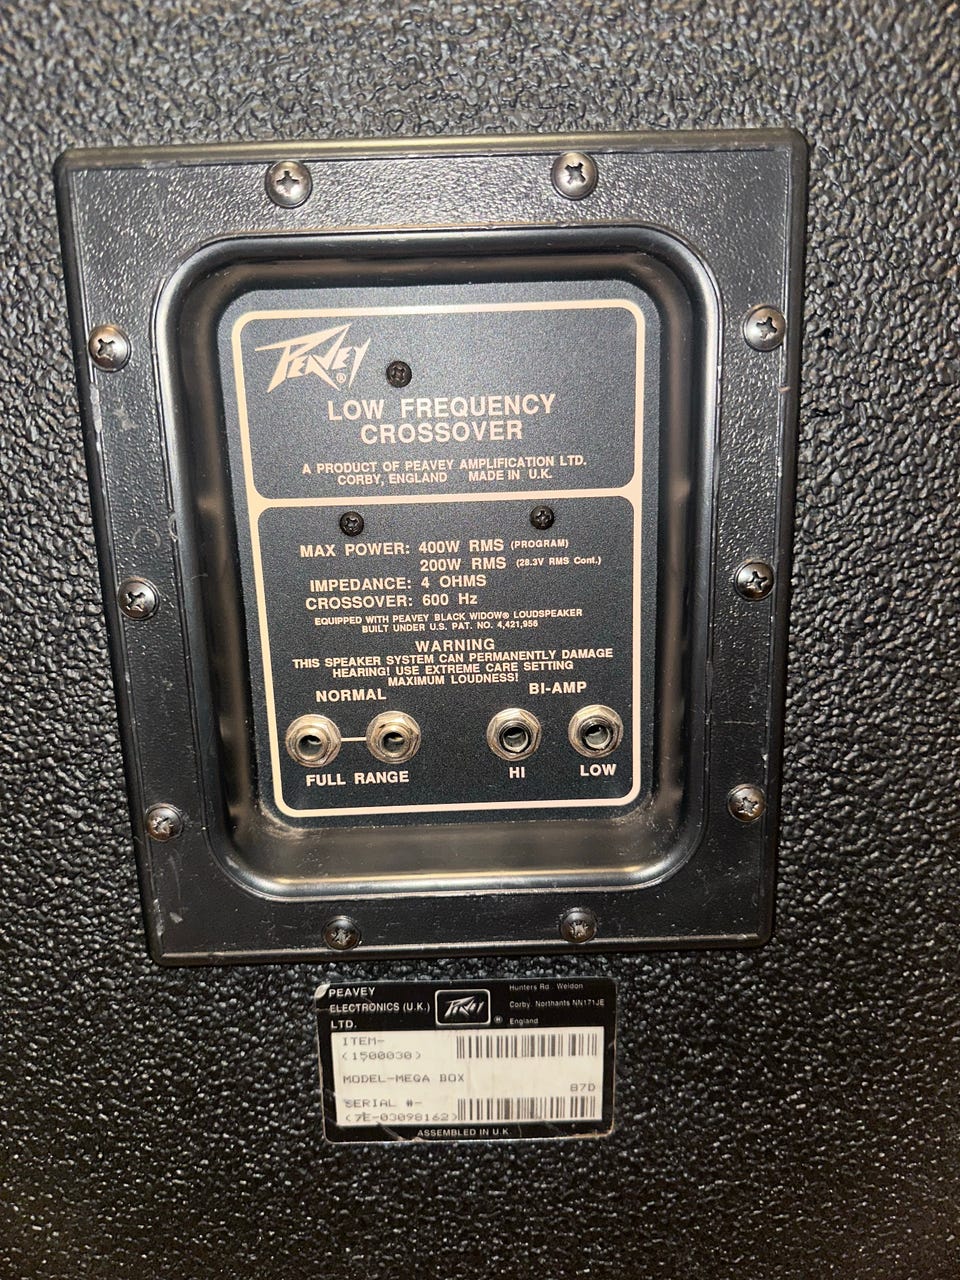 PEAVEY®
LOW FREQUENCY
CROSSOVER
A PRODUCT OF PEAVEY AMPLIFICATION LTD.
CORBY, ENGLAND MADE IN U.K.
MAX POWER: 400W RMS (PROGRAM)
200W RMS (28.3V RMS Cont.)
IMPEDANCE: 4 OHMS
CROSSOVER: 600 Hz
EQUIPPED WITH PEAVEY BLACK WIDOW® LOUDSPEAKER
BUILT UNDER U.S. PAT. NO. 4,421,956
WARNING
THIS SPEAKER SYSTEM CAN PERMANENTLY DAMAGE
HEARING! USE EXTREME CARE SETTING
MAXIMUM LOUDNESS!
NORMAL BI-AMP
FULL RANGE HI LOW
PEAVEY
ELECTRONICS (U.K.)
LTD.
PEAVEY ®
Hunters Rd. Weldon
Corby. Northants NN171JE
England
ITEM-
(1500030)
MODEL-MEGA BOX
87D
SERIAL #-
(7E-03098162)
ASSEMBLED IN U.K.